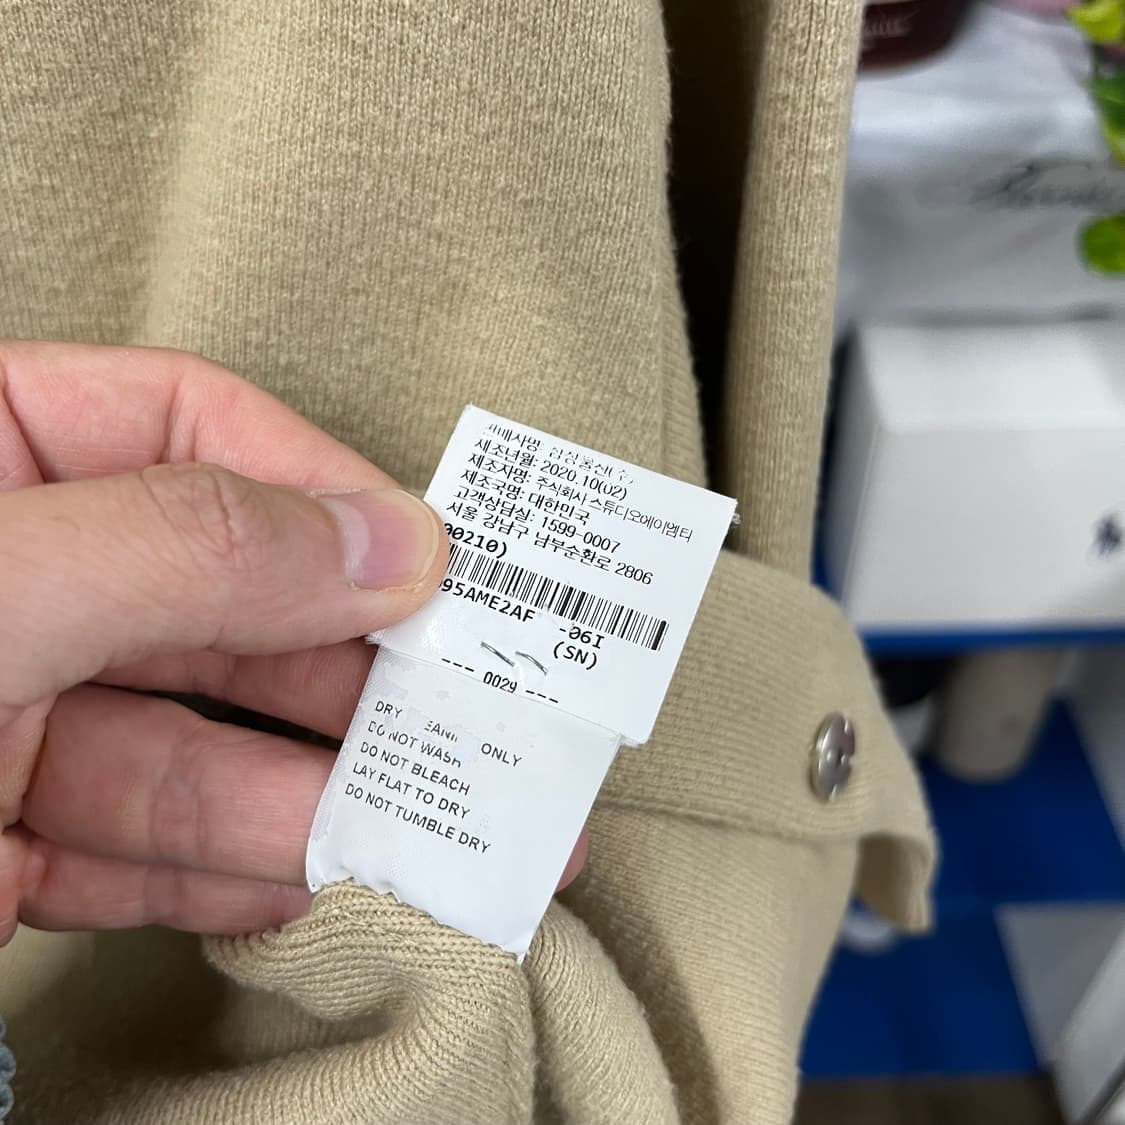 판매사명: 삼성물산(주)
제조년월: 2020.10(02)
제조자명: 주식회사 스튜디오에이엠티
제조국명: 대한민국
고객상담실: 1599-0007
서울 강남구 남부순환로 2806
00210)
95AME2AF -06I
(SN)
--- 0029 ---
DRY ONLY
DO NOT WASH
DO NOT BLEACH
LAY FLAT TO DRY
DO NOT TUMBLE DRY